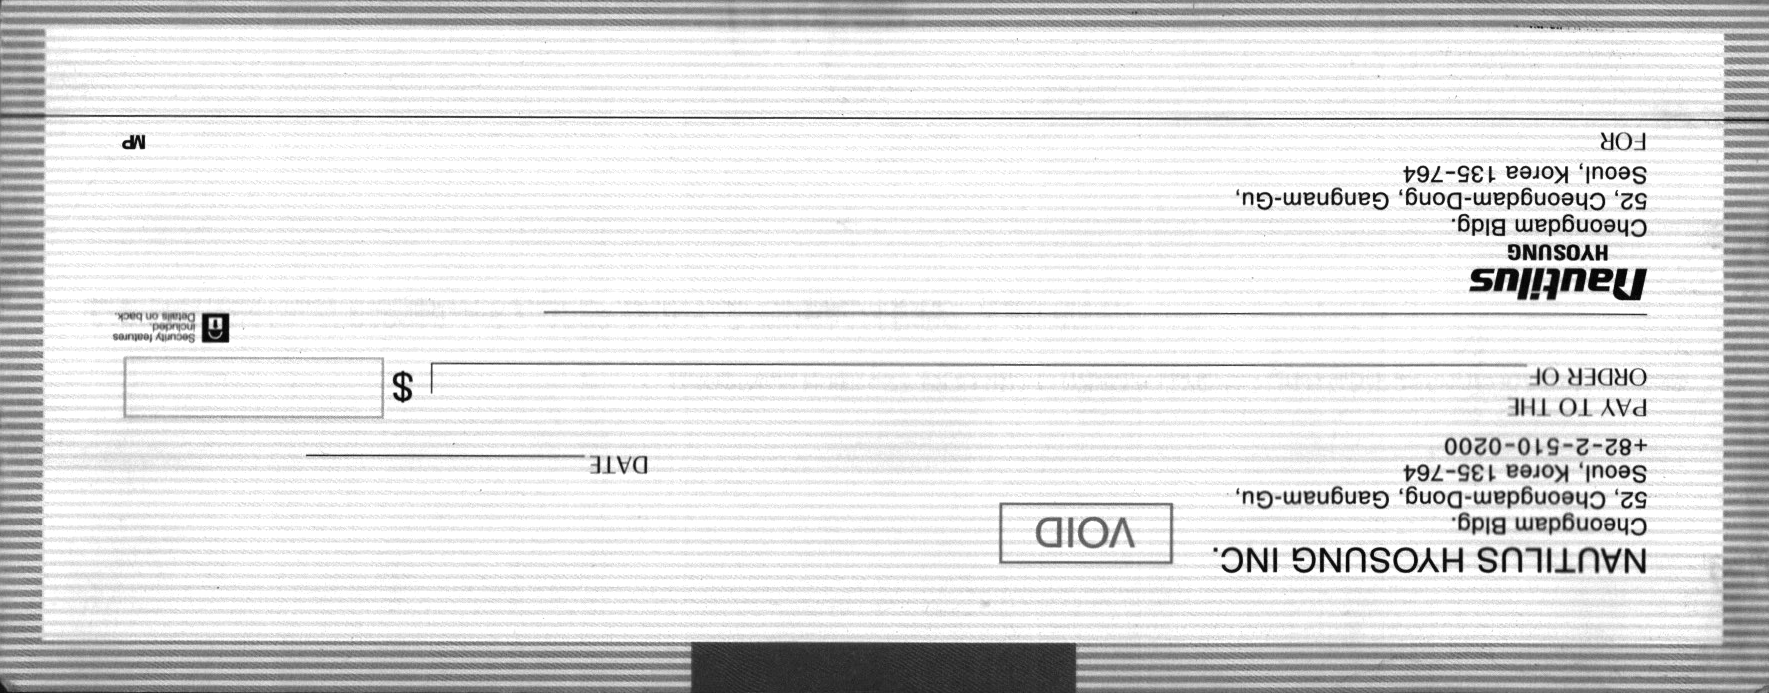 NAUTILUS HYOSUNG INC.
VOID
Cheongdam Bldg.
52, Cheongdam-Dong, Gangnam-Gu,
Seoul, Korea 135-764
+82-2-510-0200
DATE
PAY TO THE
ORDER OF
$
Security features
included.
Details on back.
Nautilus
HYOSUNG
Cheongdam Bldg.
52, Cheongdam-Dong, Gangnam-Gu,
Seoul, Korea 135-764
FOR
MP